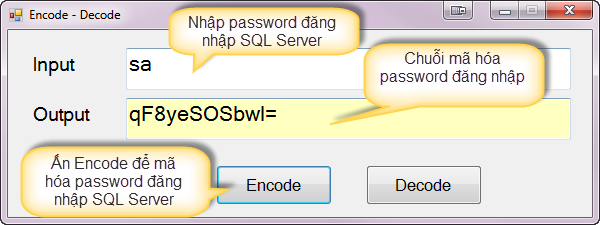 Encode - Decode
Nhập password đăng
nhập SQL Server
Input
sa
Chuỗi mã hóa
password đăng nhập
Output
qF8yeSOSbwI=
Ấn Encode để mã
hóa password đăng
nhập SQL Server
Encode
Decode